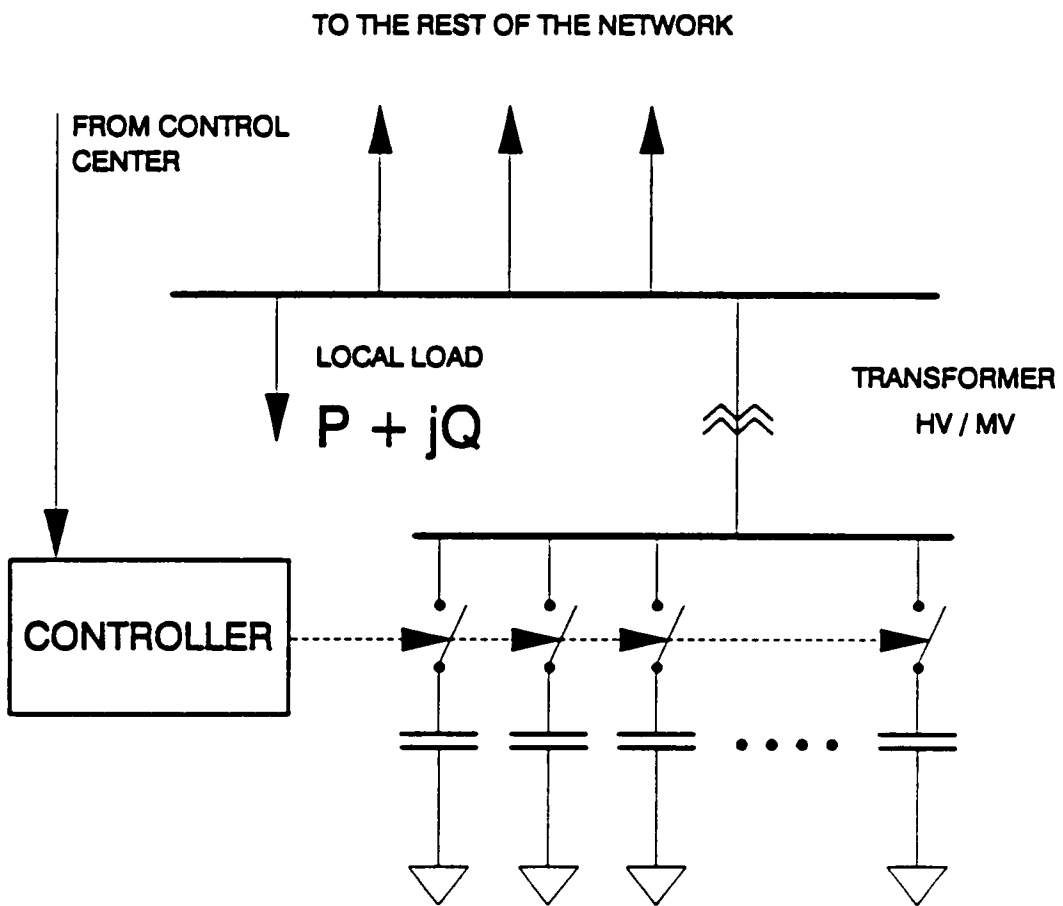 TO THE REST OF THE NETWORK
FROM CONTROL
CENTER
LOCAL LOAD
P + jQ
TRANSFORMER
HV / MV
CONTROLLER